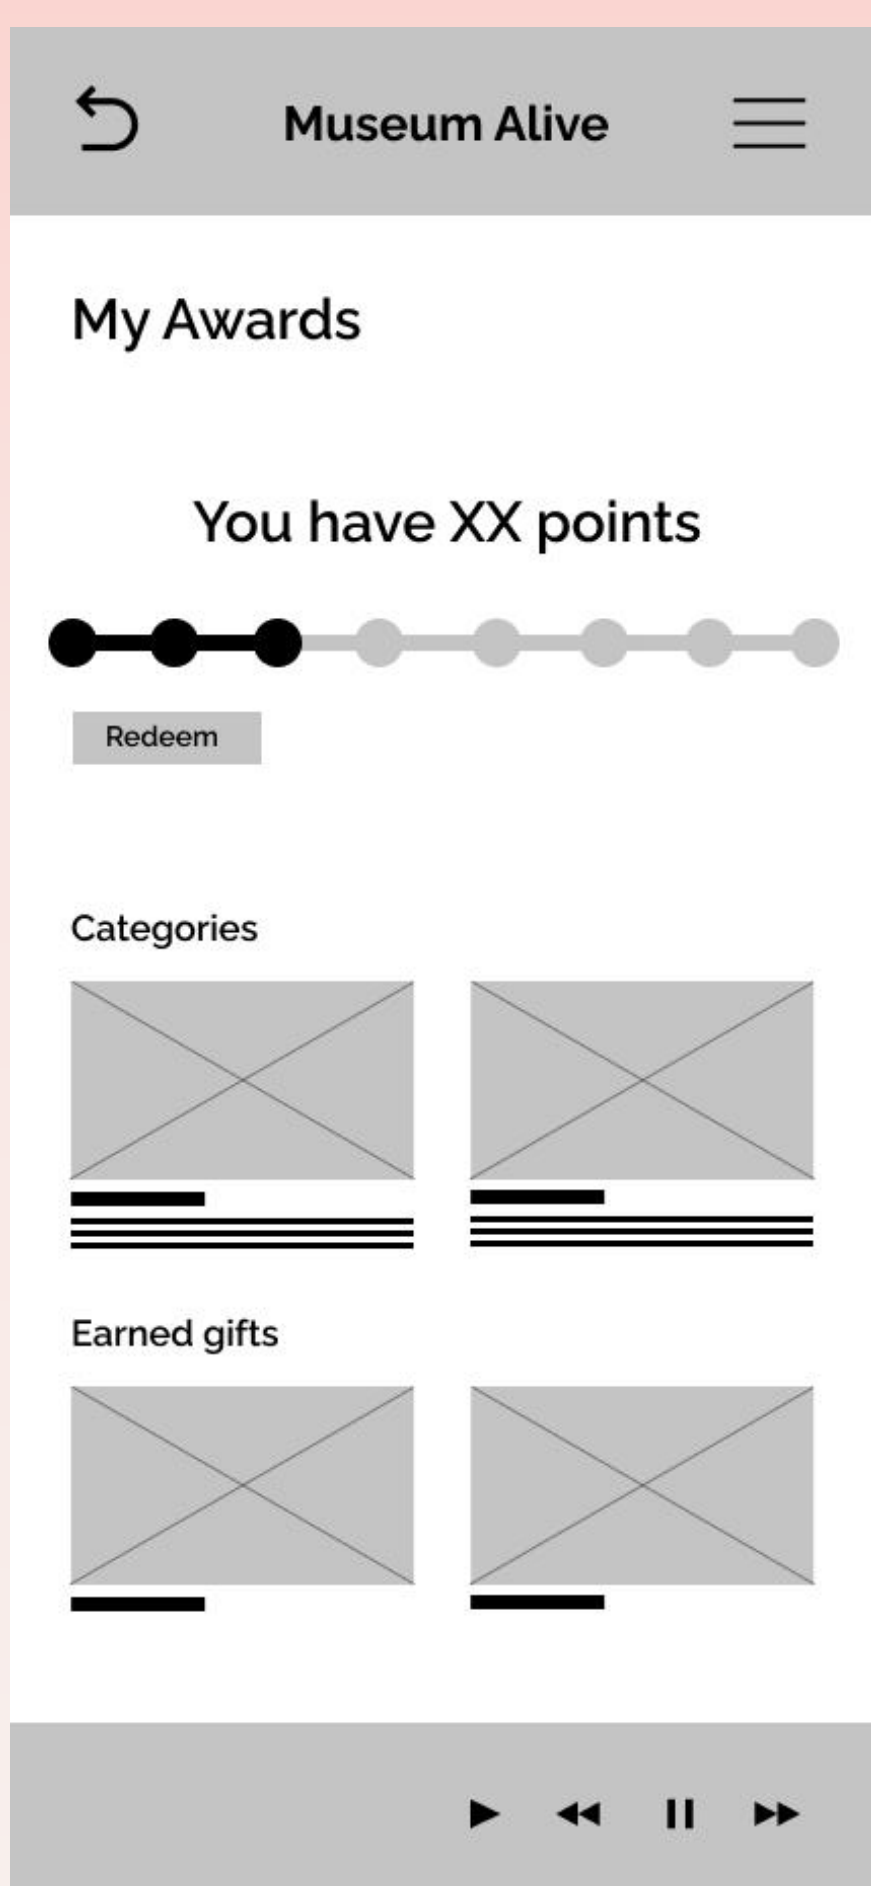 Museum Alive
My Awards
You have XX points
Redeem
Categories
Earned gifts